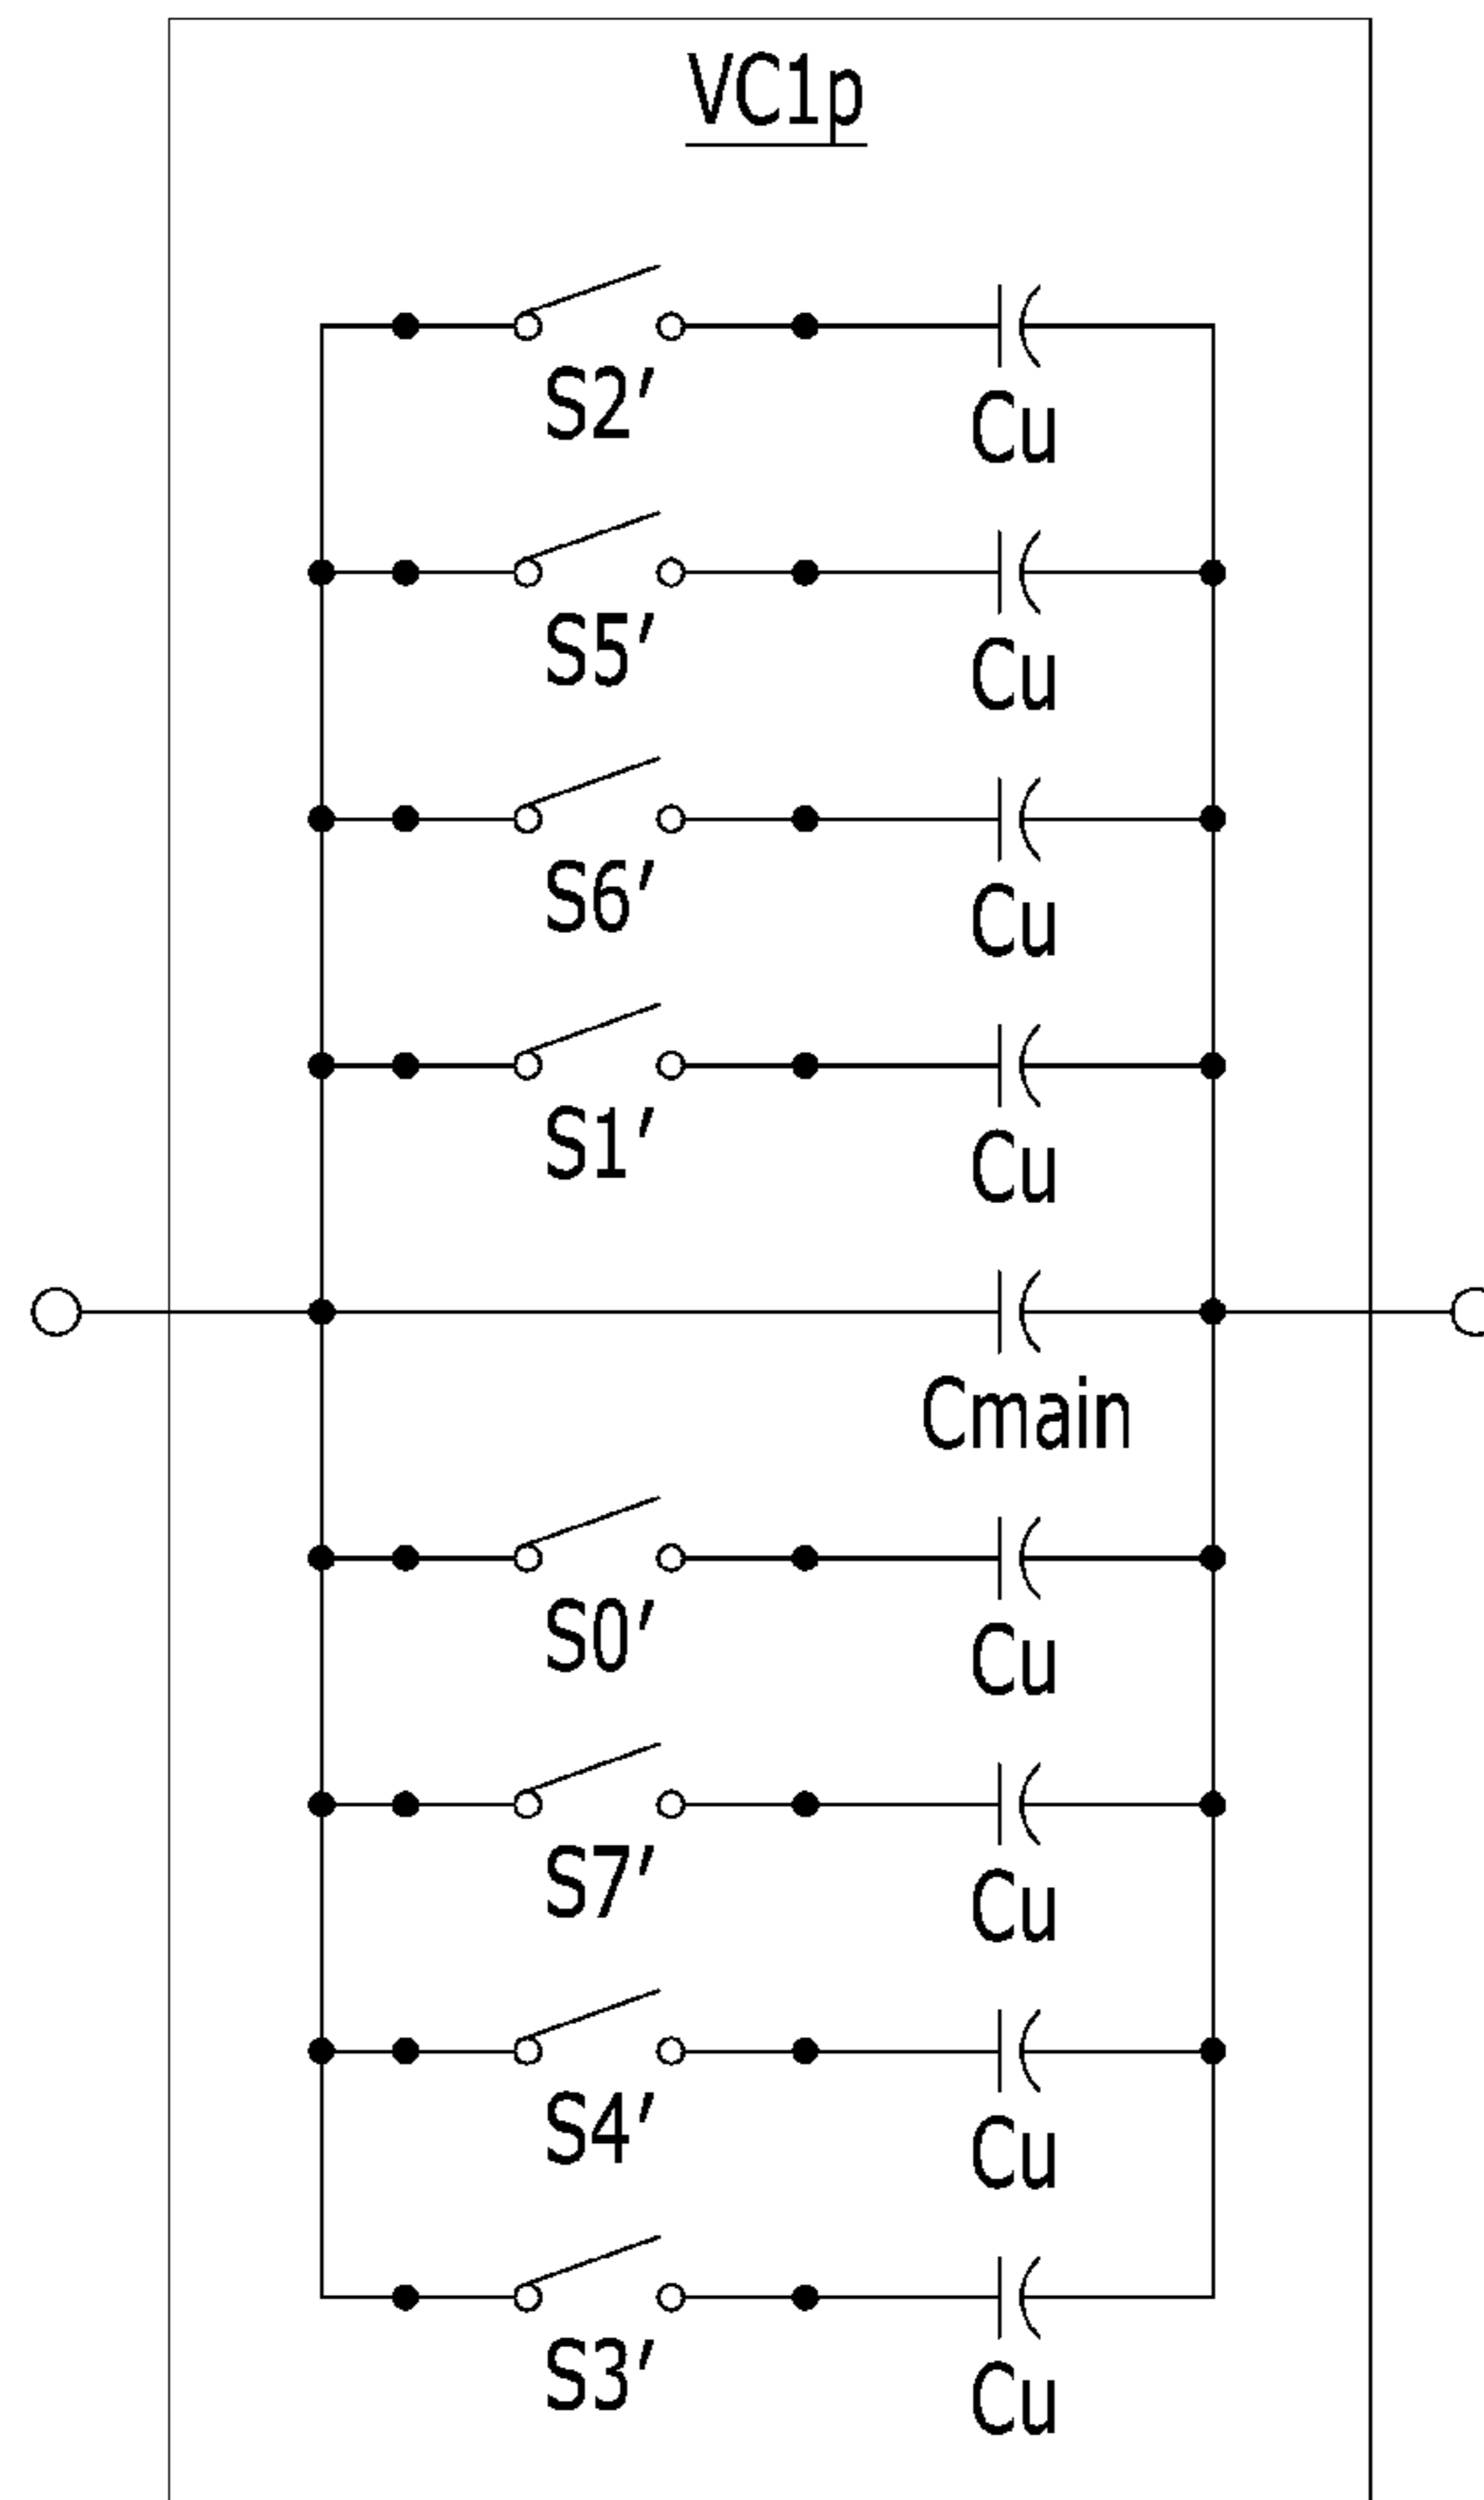 VC1p
S2′
Cu
S5′
Cu
S6′
Cu
S1′
Cu
Cmain
S0′
Cu
S7′
Cu
S4′
Cu
S3′
Cu